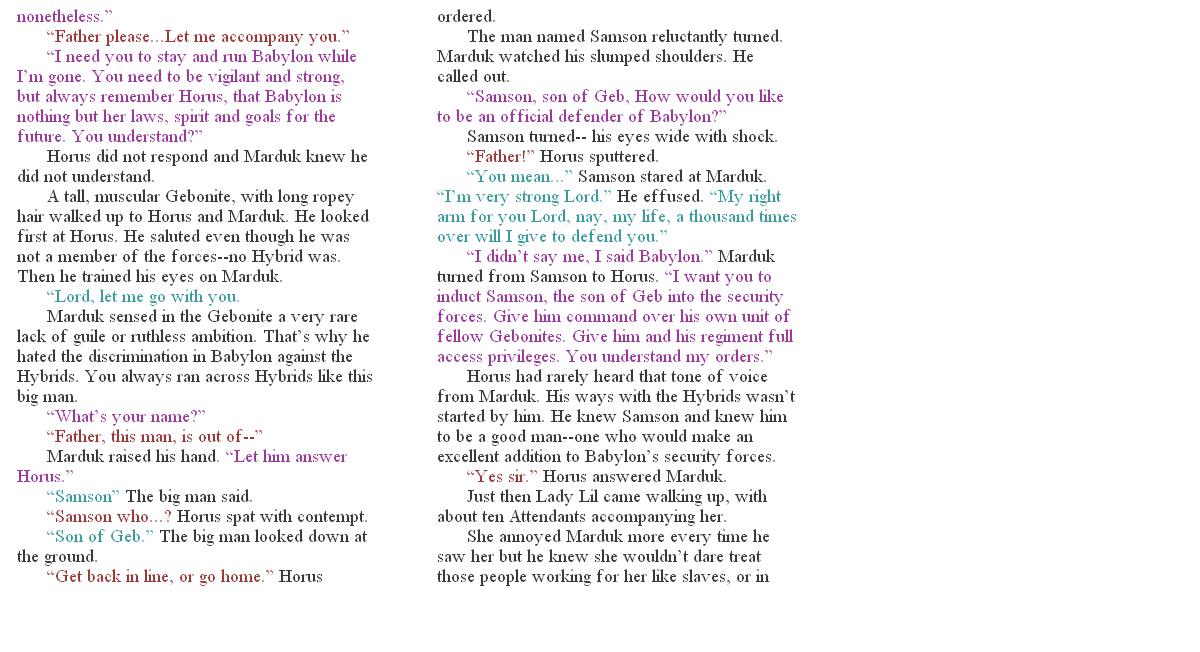 nonetheless.”
“Father please...Let me accompany you.”
“I need you to stay and run Babylon while
I’m gone. You need to be vigilant and strong,
but always remember Horus, that Babylon is
nothing but her laws, spirit and goals for the
future. You understand?”
Horus did not respond and Marduk knew he
did not understand.
A tall, muscular Gebonite, with long ropey
hair walked up to Horus and Marduk. He looked
first at Horus. He saluted even though he was
not a member of the forces--no Hybrid was.
Then he trained his eyes on Marduk.
“Lord, let me go with you.
Marduk sensed in the Gebonite a very rare
lack of guile or ruthless ambition. That’s why he
hated the discrimination in Babylon against the
Hybrids. You always ran across Hybrids like this
big man.
“What’s your name?”
“Father, this man, is out of--”
Marduk raised his hand. “Let him answer
Horus.”
“Samson” The big man said.
“Samson who...? Horus spat with contempt.
“Son of Geb.” The big man looked down at
the ground.
“Get back in line, or go home.” Horus
ordered.
The man named Samson reluctantly turned.
Marduk watched his slumped shoulders. He
called out.
“Samson, son of Geb, How would you like
to be an official defender of Babylon?”
Samson turned-- his eyes wide with shock.
“Father!” Horus sputtered.
“You mean...” Samson stared at Marduk.
“I’m very strong Lord.” He effused. “My right
arm for you Lord, nay, my life, a thousand times
over will I give to defend you.”
“I didn’t say me, I said Babylon.” Marduk
turned from Samson to Horus. “I want you to
induct Samson, the son of Geb into the security
forces. Give him command over his own unit of
fellow Gebonites. Give him and his regiment full
access privileges. You understand my orders.”
Horus had rarely heard that tone of voice
from Marduk. His ways with the Hybrids wasn’t
started by him. He knew Samson and knew him
to be a good man--one who would make an
excellent addition to Babylon’s security forces.
“Yes sir.” Horus answered Marduk.
Just then Lady Lil came walking up, with
about ten Attendants accompanying her.
She annoyed Marduk more every time he
saw her but he knew she wouldn’t dare treat
those people working for her like slaves, or in